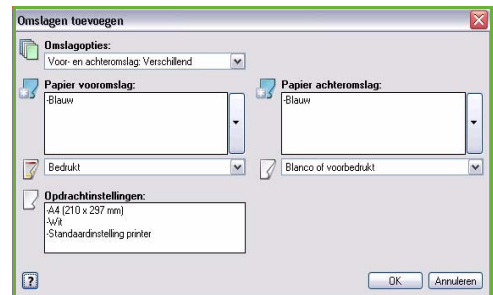 Omslagen toevoegen
Omslagopties:
Voor- en achteromslag: Verschillend
Papier vooromslag:
-Blauw
Bedrukt
Papier achteromslag:
-Blauw
Blanco of voorbedrukt
Opdrachtinstellingen:
-A4 (210 x 297 mm)
-Wit
-Standaardinstelling printer
?
OK
Annuleren